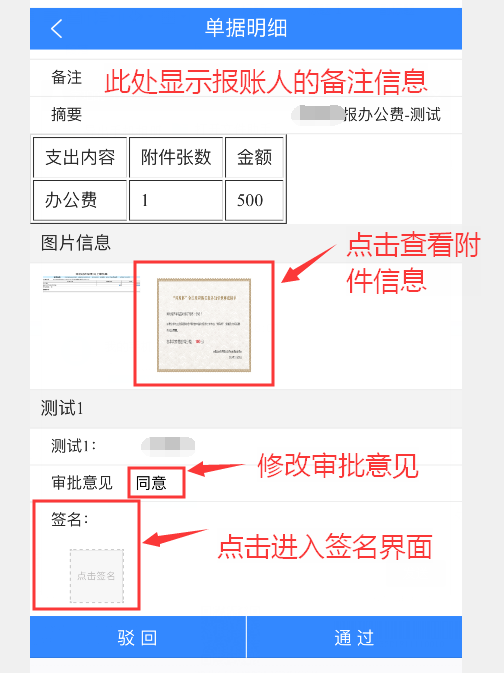 单据明细
备注
此处显示报账人的备注信息
摘要
报办公费-测试
支出内容 附件张数 金额
办公费 1 500
图片信息
点击查看附
件信息
测试1
测试1：
审批意见 同意
修改审批意见
签名：
点击签名
点击进入签名界面
驳回 通过